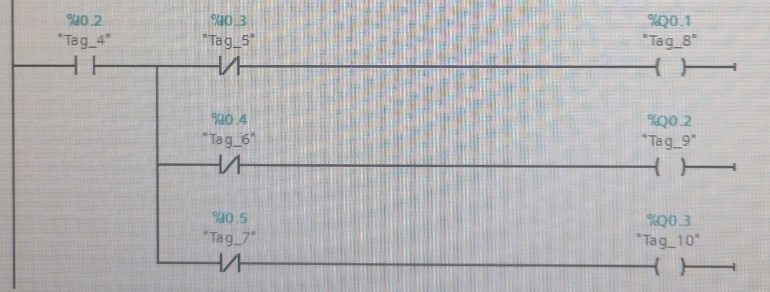 %I0.2
"Tag_4"
%I0.3
"Tag_5"
%Q0.1
"Tag_8"
%I0.4
"Tag_6"
%Q0.2
"Tag_9"
%I0.5
"Tag_7"
%Q0.3
"Tag_10"